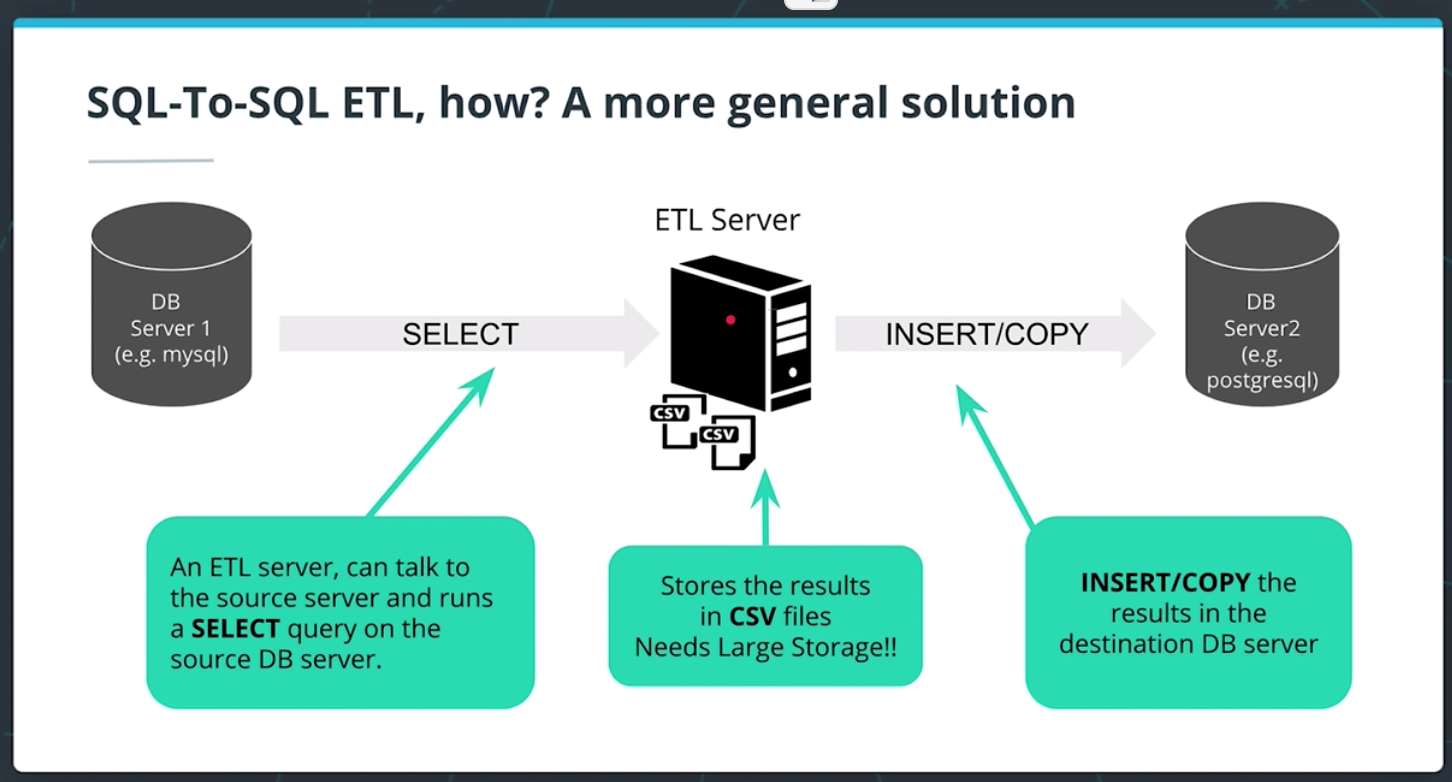 SQL-To-SQL ETL, how? A more general solution
DB
Server 1
(e.g. mysql)
SELECT
ETL Server
CSV
CSV
INSERT/COPY
DB
Server2
(e.g.
postgresql)
An ETL server, can talk to
the source server and runs
a SELECT query on the
source DB server.
Stores the results
in CSV files
Needs Large Storage!!
INSERT/COPY the
results in the
destination DB server